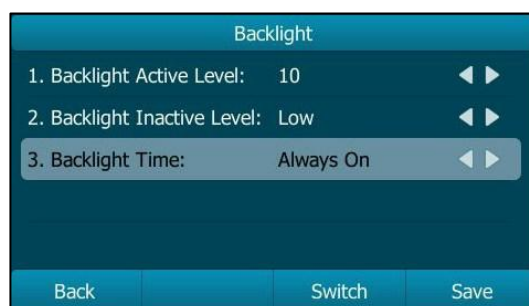 Backlight
1. Backlight Active Level: 10
2. Backlight Inactive Level: Low
3. Backlight Time: Always On
Back Switch Save